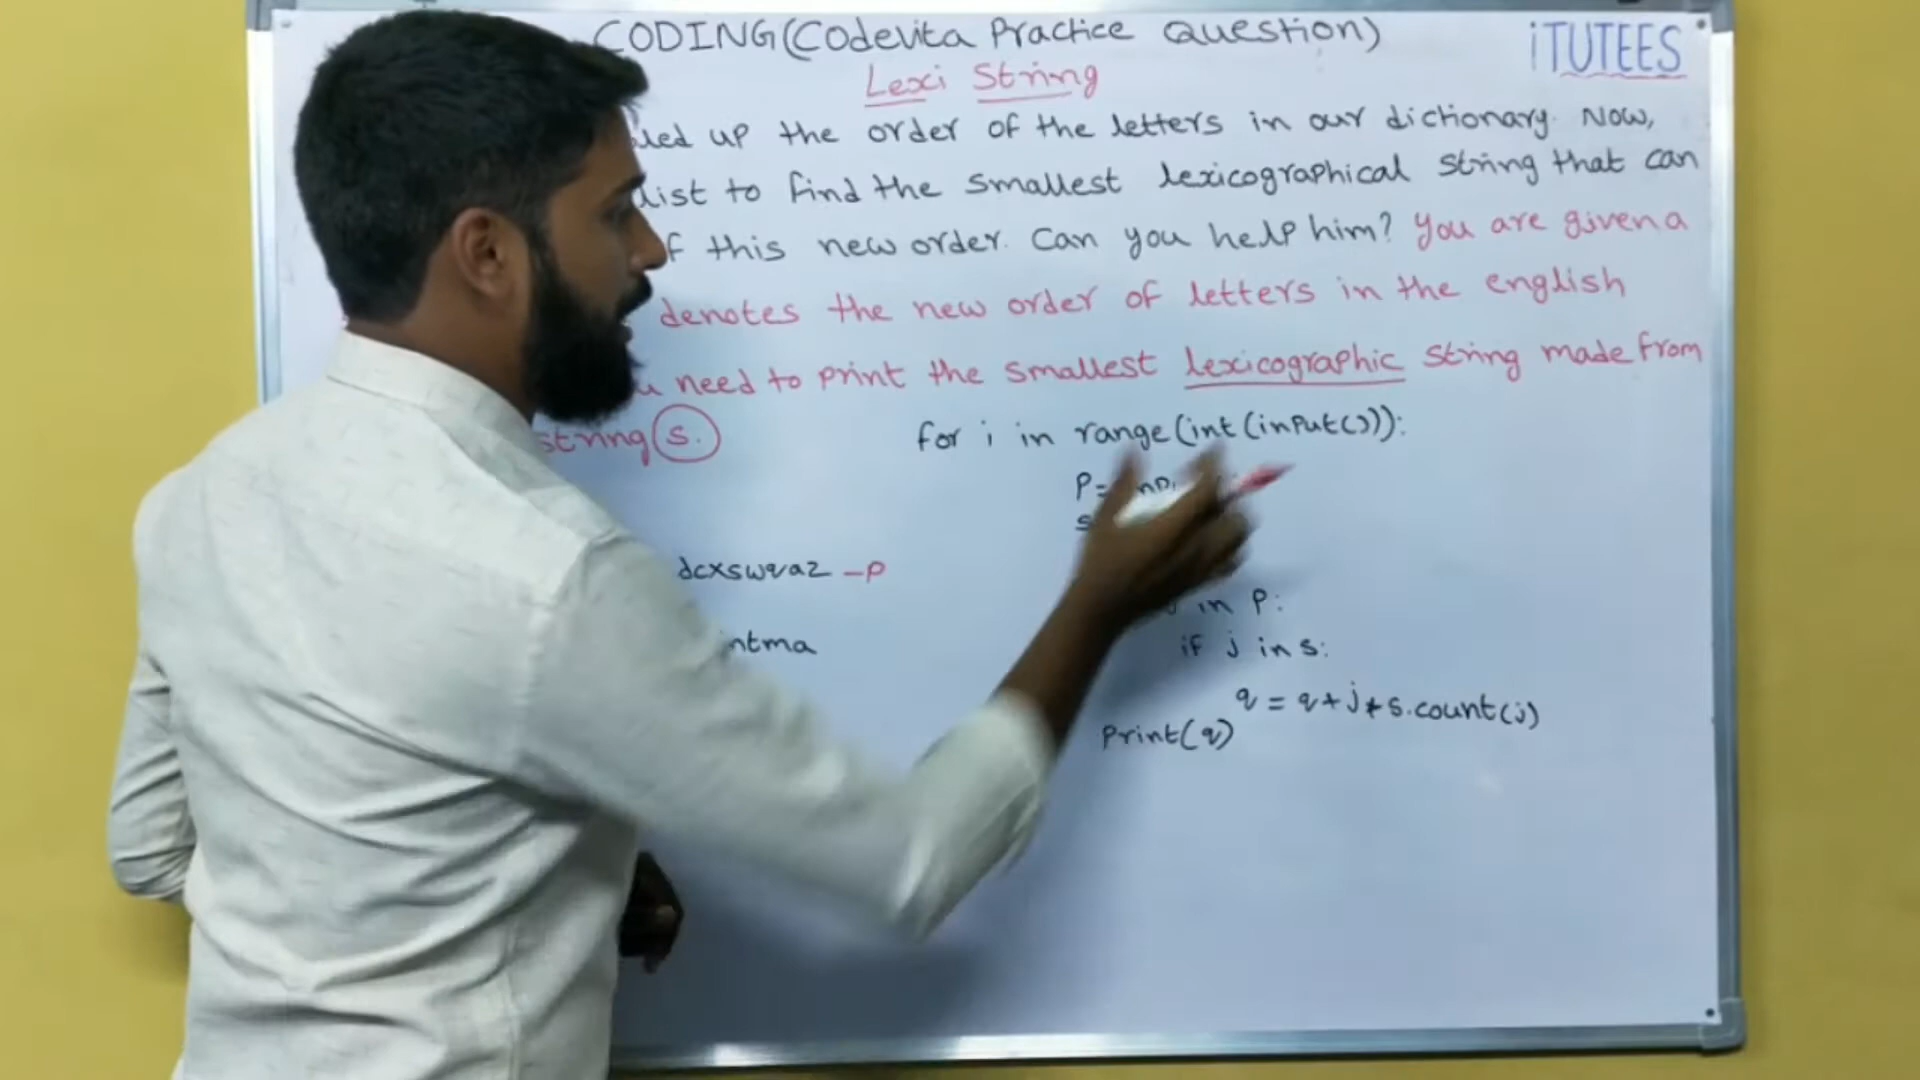 CODING(Codevita Practice Question)
iTUTEES
Lexi String
up the order of the letters in our dictionary. Now,
list to find the smallest lexicographical string that can
this new order. Can you help him? You are given a
denotes the new order of letters in the english
need to print the smallest lexicographic string made from
string s.
for i in range(int(input())):
P=
s
dcxswqaz -P
in P:
ntma
if j in s:
q = q+j*s.count(j)
print(q)